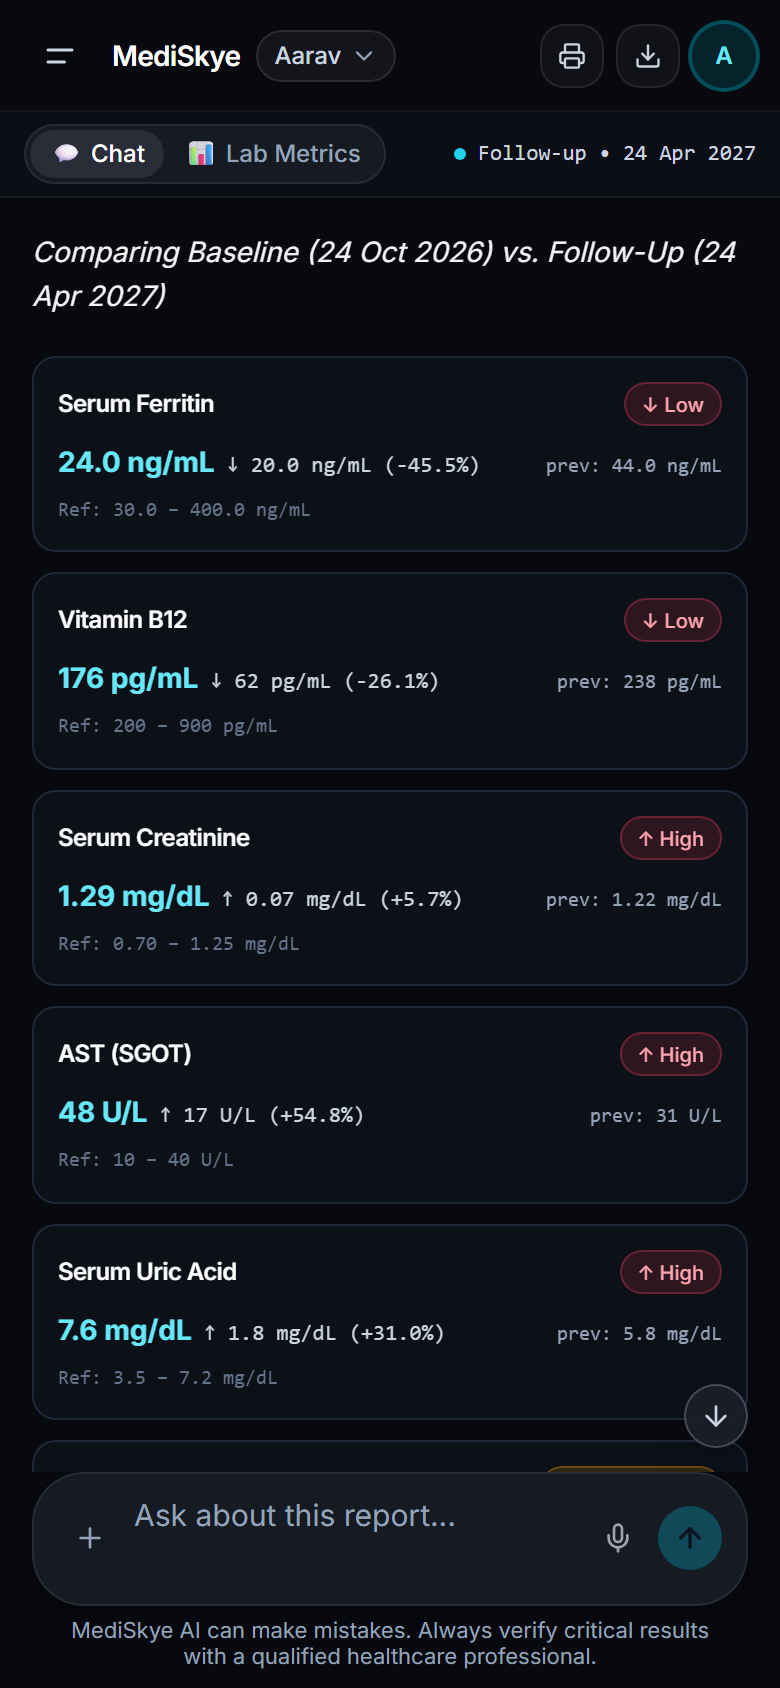 MediSkye Aarav A
Chat Lab Metrics Follow-up • 24 Apr 2027
Comparing Baseline (24 Oct 2026) vs. Follow-Up (24
Apr 2027)
Serum Ferritin ↓ Low
24.0 ng/mL ↓ 20.0 ng/mL (-45.5%) prev: 44.0 ng/mL
Ref: 30.0 – 400.0 ng/mL
Vitamin B12 ↓ Low
176 pg/mL ↓ 62 pg/mL (-26.1%) prev: 238 pg/mL
Ref: 200 – 900 pg/mL
Serum Creatinine ↑ High
1.29 mg/dL ↑ 0.07 mg/dL (+5.7%) prev: 1.22 mg/dL
Ref: 0.70 – 1.25 mg/dL
AST (SGOT) ↑ High
48 U/L ↑ 17 U/L (+54.8%) prev: 31 U/L
Ref: 10 – 40 U/L
Serum Uric Acid ↑ High
7.6 mg/dL ↑ 1.8 mg/dL (+31.0%) prev: 5.8 mg/dL
Ref: 3.5 – 7.2 mg/dL
Ask about this report...
MediSkye AI can make mistakes. Always verify critical results
with a qualified healthcare professional.